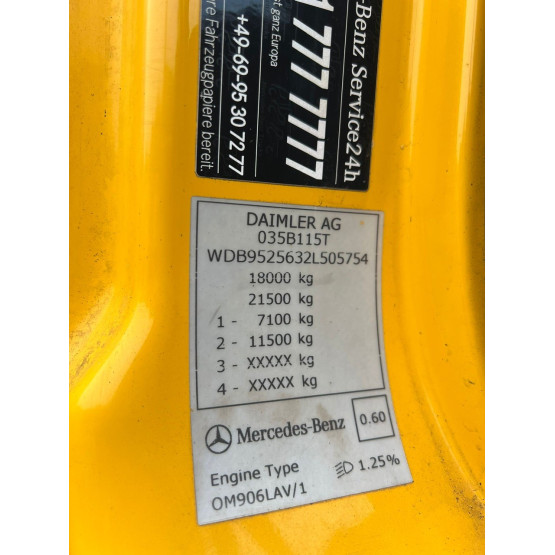 -Benz Service24h
1 777 7777
t ganz Europa
+49-69-95 30 72 77
ere Fahrzeugpapiere bereit.
DAIMLER AG
035B115T
WDB9525632L505754
18000 kg
21500 kg
1 - 7100 kg
2 - 11500 kg
3 - XXXXX kg
4 - XXXXX kg
Mercedes-Benz 0.60
Engine Type 1.25%
OM906LAV/1